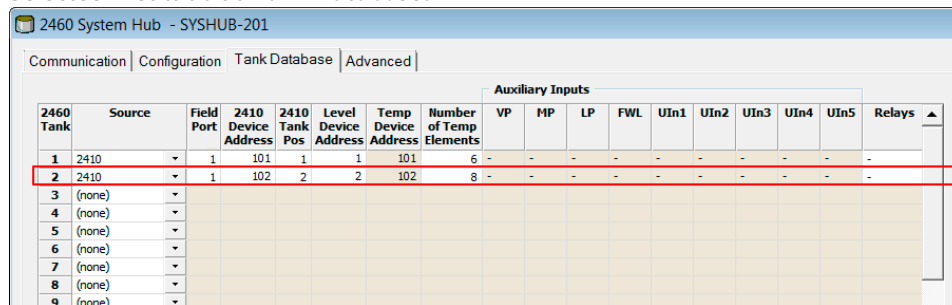 2460 System Hub - SYSHUB-201
Communication Configuration Tank Database Advanced
Auxiliary Inputs
2460 Tank Source Field Port 2410 Device Address 2410 Tank Pos Level Device Address Temp Device Address Number of Temp Elements VP MP LP FWL UIn1 UIn2 UIn3 UIn4 UIn5 Relays
1 2410 1 101 1 1 101 6 - - - - - - - - - -
2 2410 1 102 2 2 102 8 - - - - - - - - - -
3 (none)
4 (none)
5 (none)
6 (none)
7 (none)
8 (none)
9 (none)